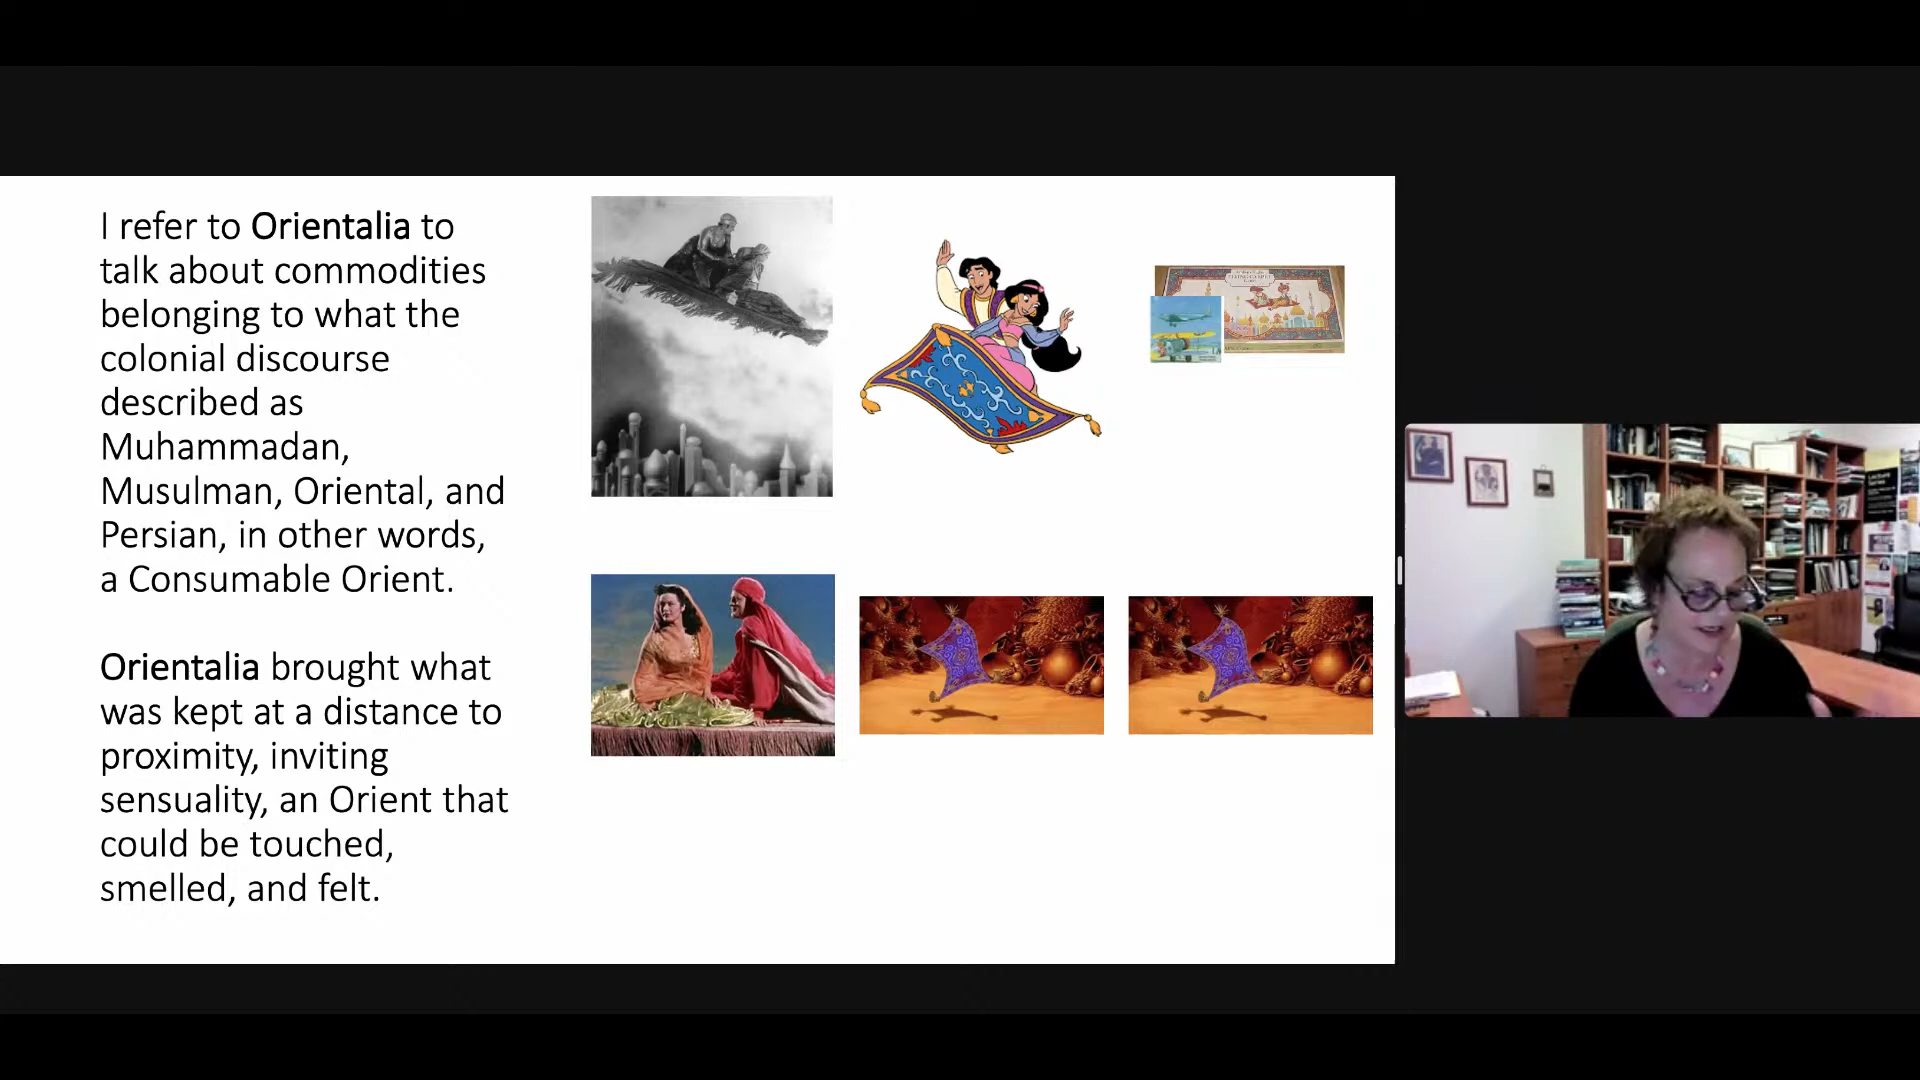 I refer to Orientalia to
talk about commodities
belonging to what the
colonial discourse
described as
Muhammadan,
Musulman, Oriental, and
Persian, in other words,
a Consumable Orient.
Orientalia brought what
was kept at a distance to
proximity, inviting
sensuality, an Orient that
could be touched,
smelled, and felt.